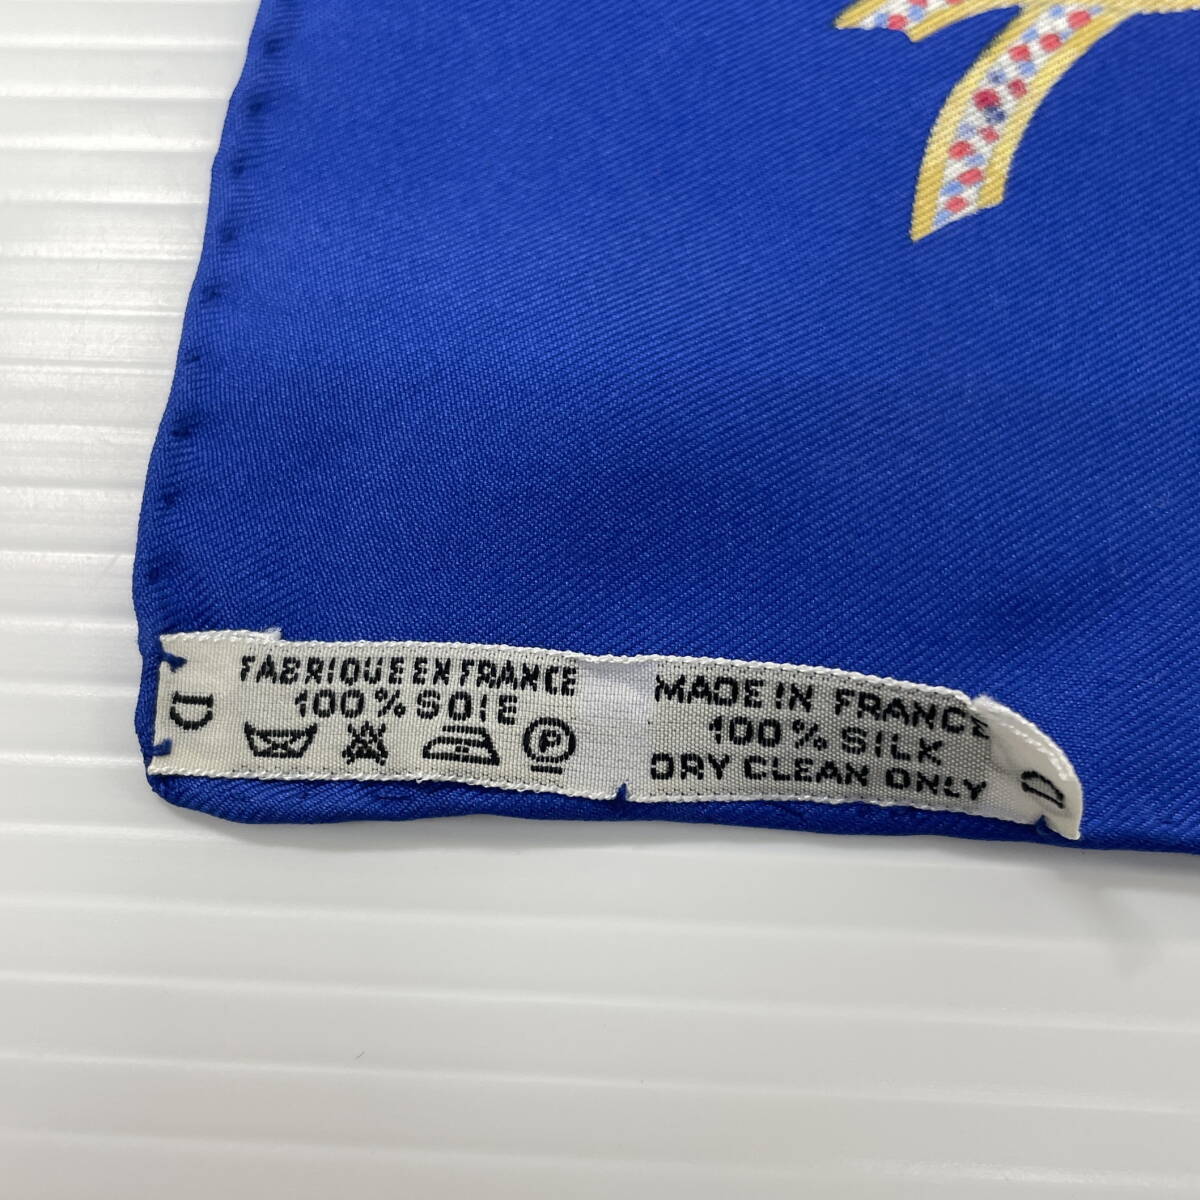 D
FABRIQUE EN FRANCE
100% SOIE
P
MADE IN FRANCE
100% SILK
DRY CLEAN ONLY
D